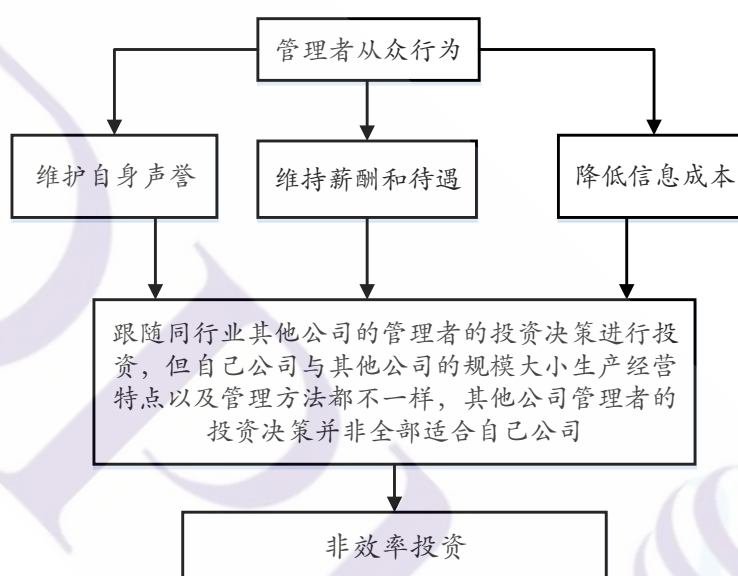 管理者从众行为
维护自身声誉
维持薪酬和待遇
降低信息成本
跟随同行业其他公司的管理者的投资决策进行投
资，但自己公司与其他公司的规模大小生产经营
特点以及管理方法都不一样，其他公司管理者的
投资决策并非全部适合自己公司
非效率投资